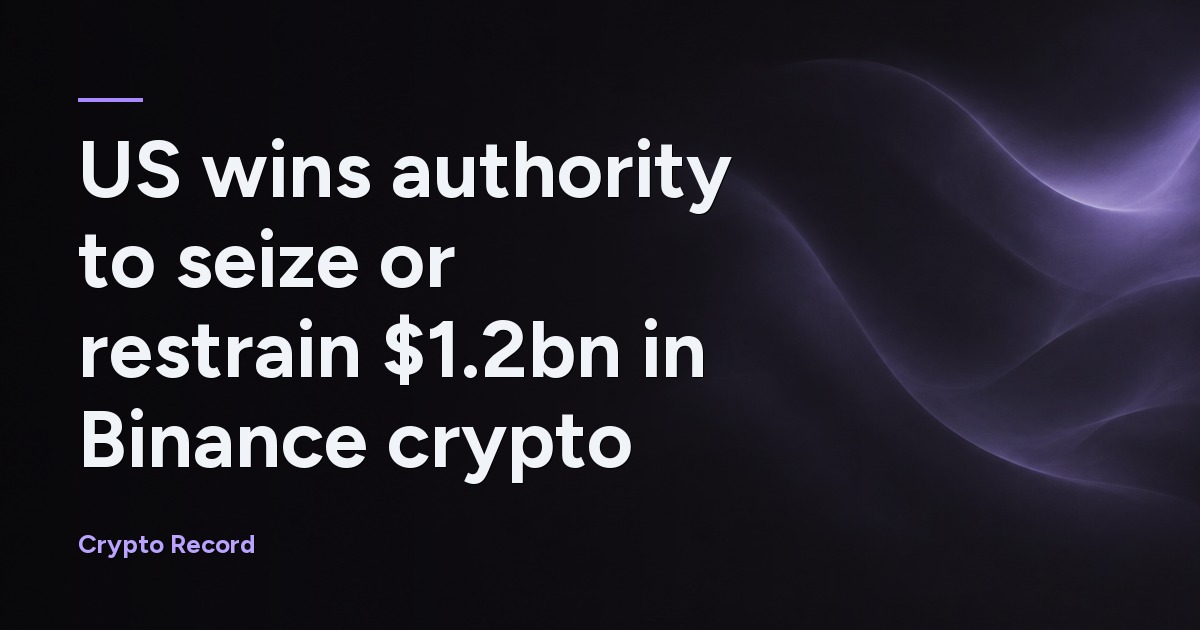 US wins authority
to seize or
restrain $1.2bn in
Binance crypto
Crypto Record